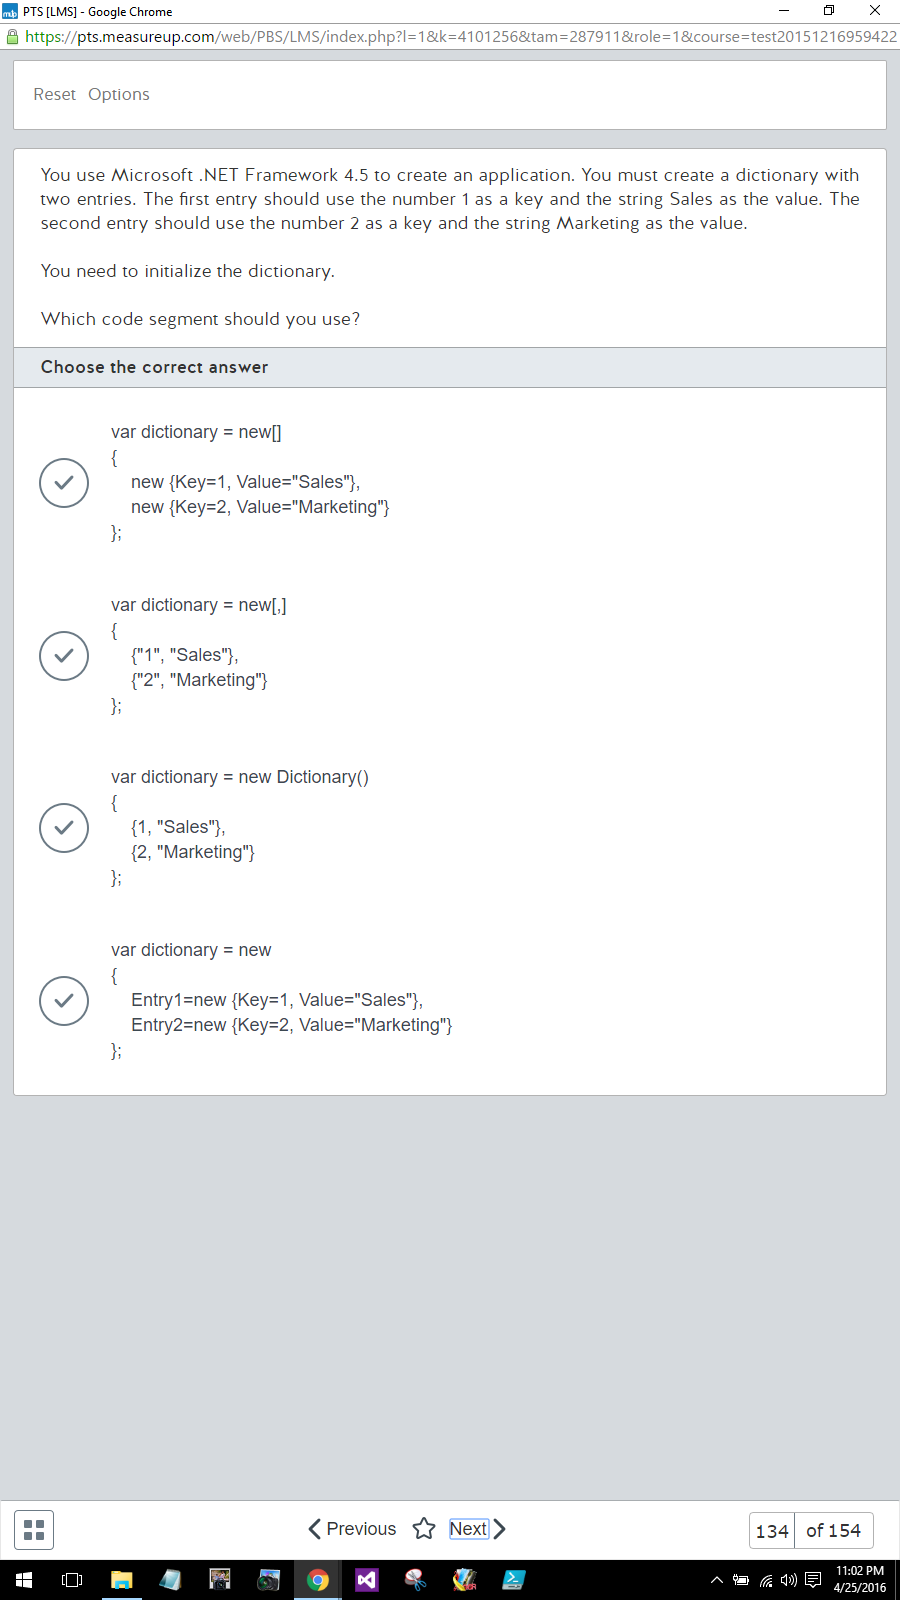 PTS [LMS] - Google Chrome
https://pts.measureup.com/web/PBS/LMS/index.php?l=1&k=4101256&tam=287911&role=1&course=test20151216959422
Reset Options
You use Microsoft .NET Framework 4.5 to create an application. You must create a dictionary with
two entries. The first entry should use the number 1 as a key and the string Sales as the value. The
second entry should use the number 2 as a key and the string Marketing as the value.
You need to initialize the dictionary.
Which code segment should you use?
Choose the correct answer
var dictionary = new[]
{
new {Key=1, Value="Sales"},
new {Key=2, Value="Marketing"}
};
var dictionary = new[,]
{
{"1", "Sales"},
{"2", "Marketing"}
};
var dictionary = new Dictionary()
{
{1, "Sales"},
{2, "Marketing"}
};
var dictionary = new
{
Entry1=new {Key=1, Value="Sales"},
Entry2=new {Key=2, Value="Marketing"}
};
Previous Next 134 of 154
11:02 PM
4/25/2016